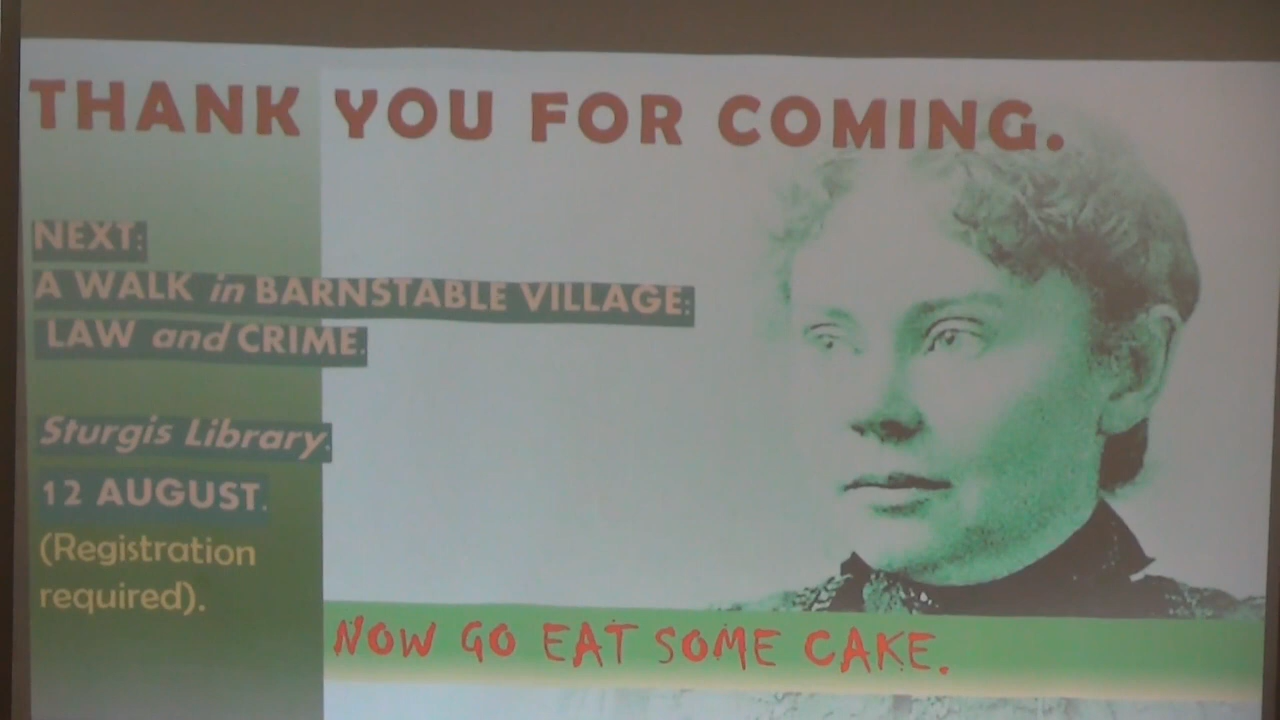 THANK YOU FOR COMING.
NEXT:
A WALK in BARNSTABLE VILLAGE:
LAW and CRIME.
Sturgis Library.
12 AUGUST.
(Registration
required).
NOW GO EAT SOME CAKE.